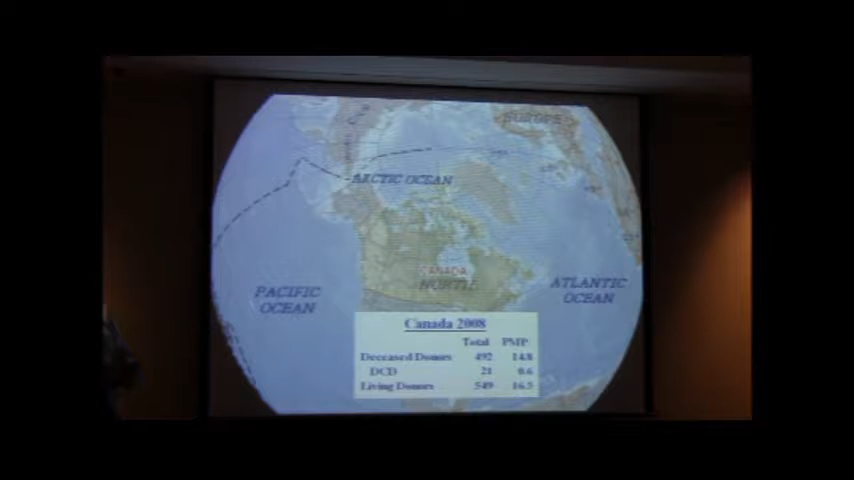 EUROPE
ARCTIC OCEAN
CANADA
NORTH
PACIFIC
OCEAN
ATLANTIC
OCEAN
Canada 2008
Total PMP
Deceased Donors 492 14.8
DCD 21 0.6
Living Donors 549 16.5